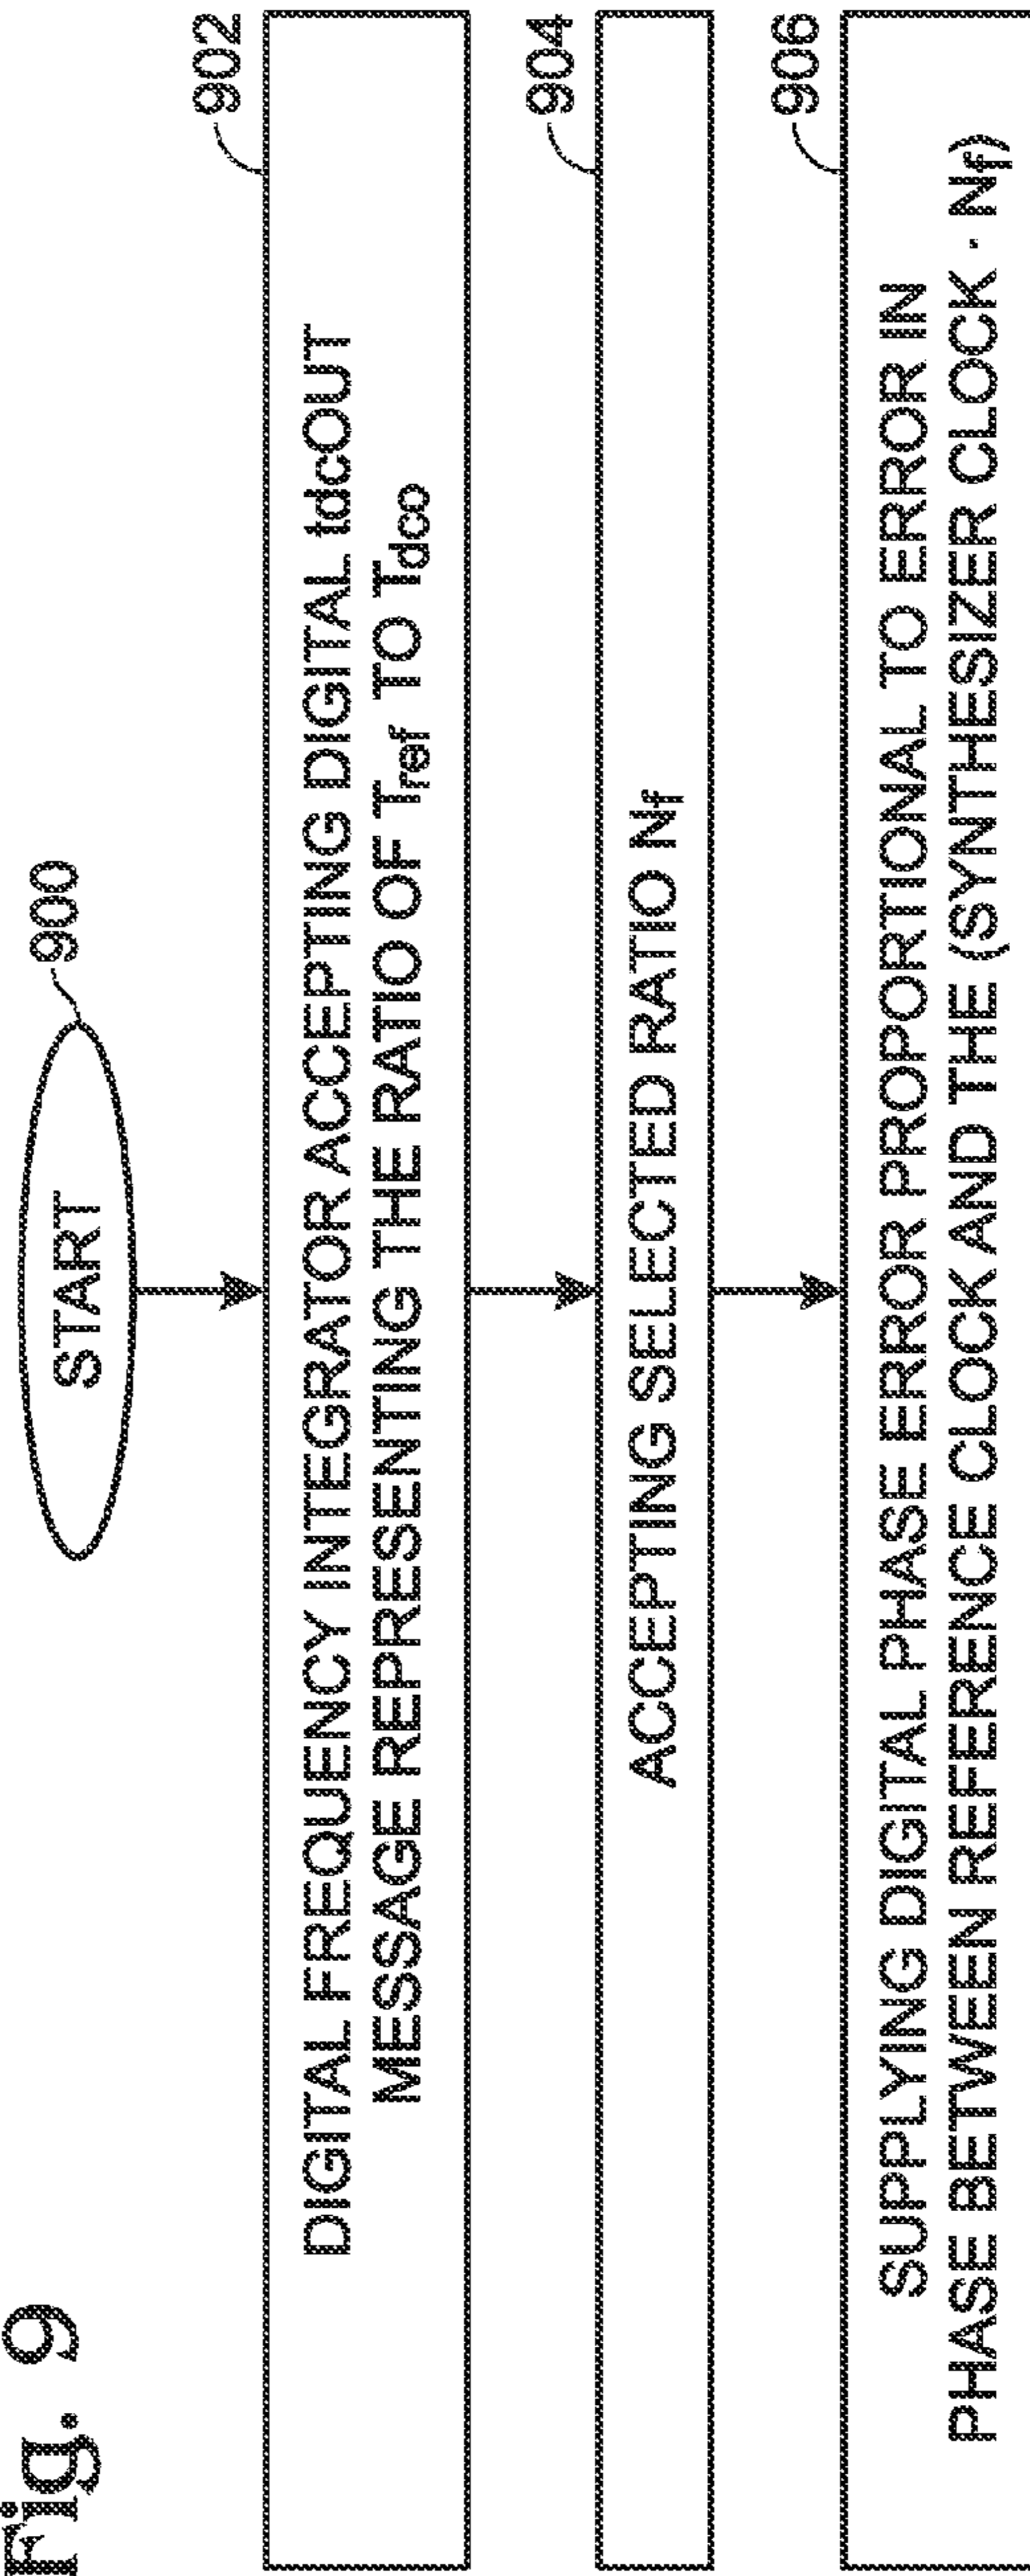 Fig. 9
START
900
902
DIGITAL FREQUENCY INTEGRATOR ACCEPTING DIGITAL tdcOUT
MESSAGE REPRESENTING THE RATIO OF Tref TO Tdco
904
ACCEPTING SELECTED RATIO Nf
906
SUPPLYING DIGITAL PHASE ERROR PROPORTIONAL TO ERROR IN
PHASE BETWEEN REFERENCE CLOCK AND THE (SYNTHESIZER CLOCK · Nf)